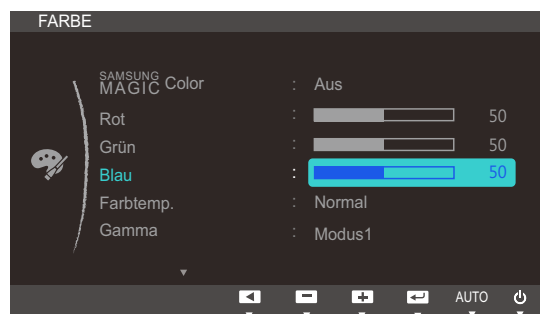 FARBE
SAMSUNG MAGIC Color : Aus
Rot : 50
Grün : 50
Blau : 50
Farbtemp. : Normal
Gamma : Modus1
AUTO